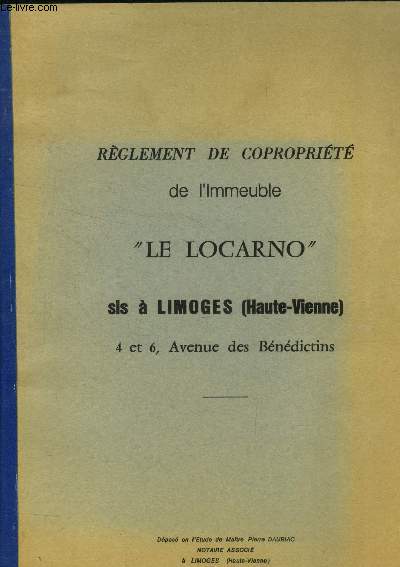 Le-livre.com
RÈGLEMENT DE COPROPRIÉTÉ
de l'Immeuble
"LE LOCARNO"
sis à LIMOGES (Haute-Vienne)
4 et 6, Avenue des Bénédictins
Déposé en l'Etude de Maître Pierre DAURIAC
NOTAIRE ASSOCIÉ
à LIMOGES (Haute-Vienne)